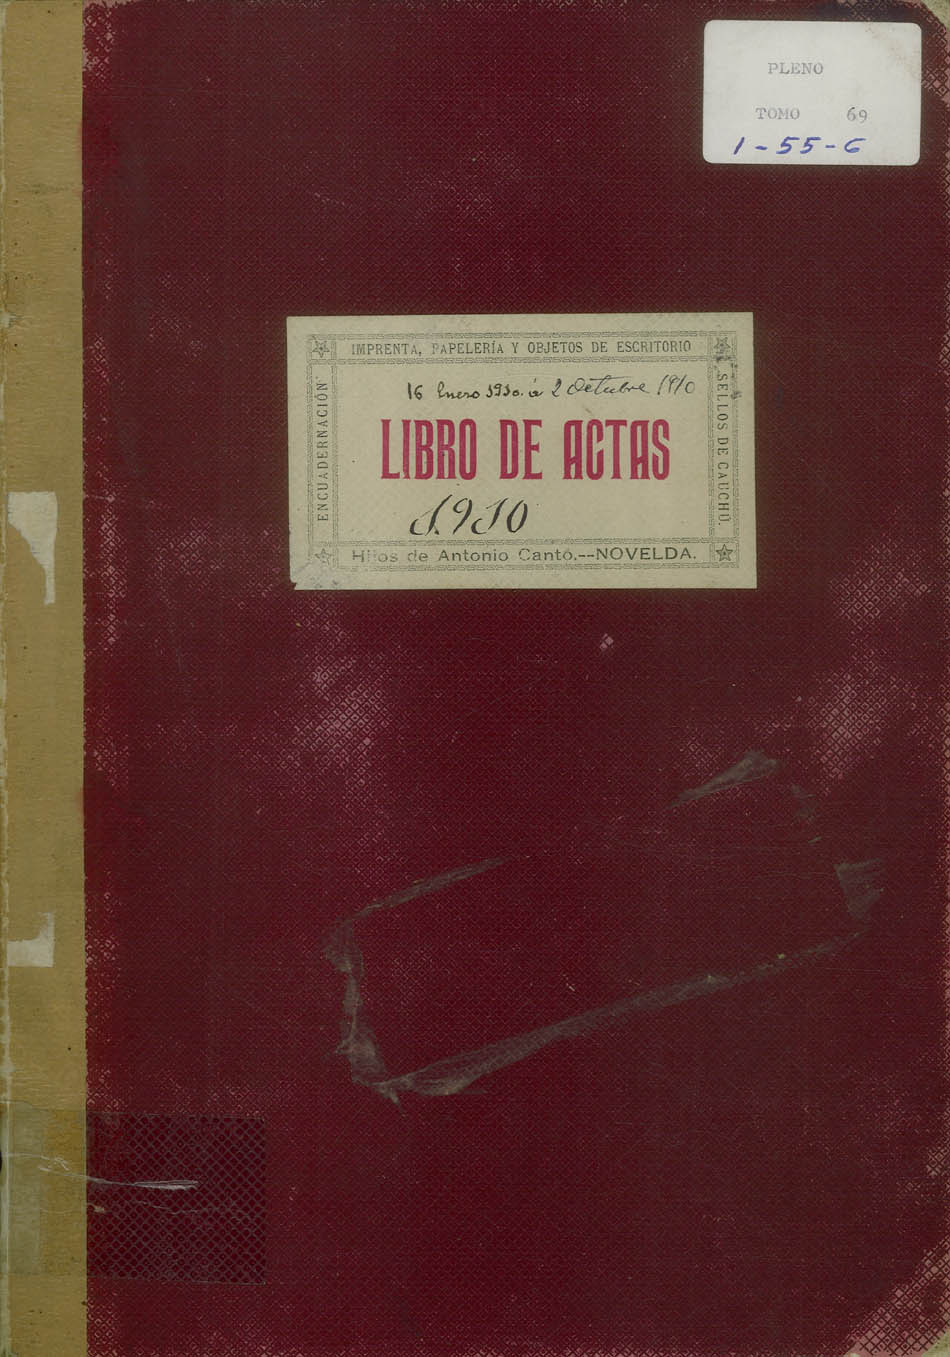 PLENO
TOMO 69
1-55-6
IMPRENTA, PAPELERÍA Y OBJETOS DE ESCRITORIO
ENCUADERNACIÓN
SELLOS DE CAUCHÚ.
16 Enero 1910. á 2 Octubre 1910
LIBRO DE ACTAS
1910
Hijos de Antonio Cantó.--NOVELDA.